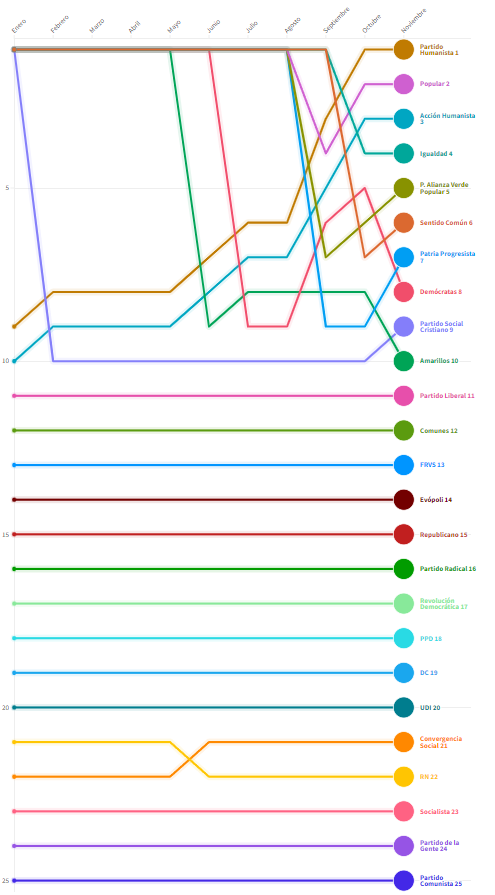 Enero
Febrero
Marzo
Abril
Mayo
Junio
Julio
Agosto
Septiembre
Octubre
Noviembre
Partido
Humanista 1
Popular 2
Acción Humanista
3
Igualdad 4
P. Alianza Verde
Popular 5
5
Sentido Común 6
Patria Progresista
7
Demócratas 8
Partido Social
Cristiano 9
10
Amarillos 10
Partido Liberal 11
Comunes 12
FRVS 13
Evópoli 14
15
Republicano 15
Partido Radical 16
Revolución
Democrática 17
PPD 18
DC 19
20
UDI 20
Convergencia
Social 21
RN 22
Socialista 23
Partido de la
Gente 24
25
Partido
Comunista 25